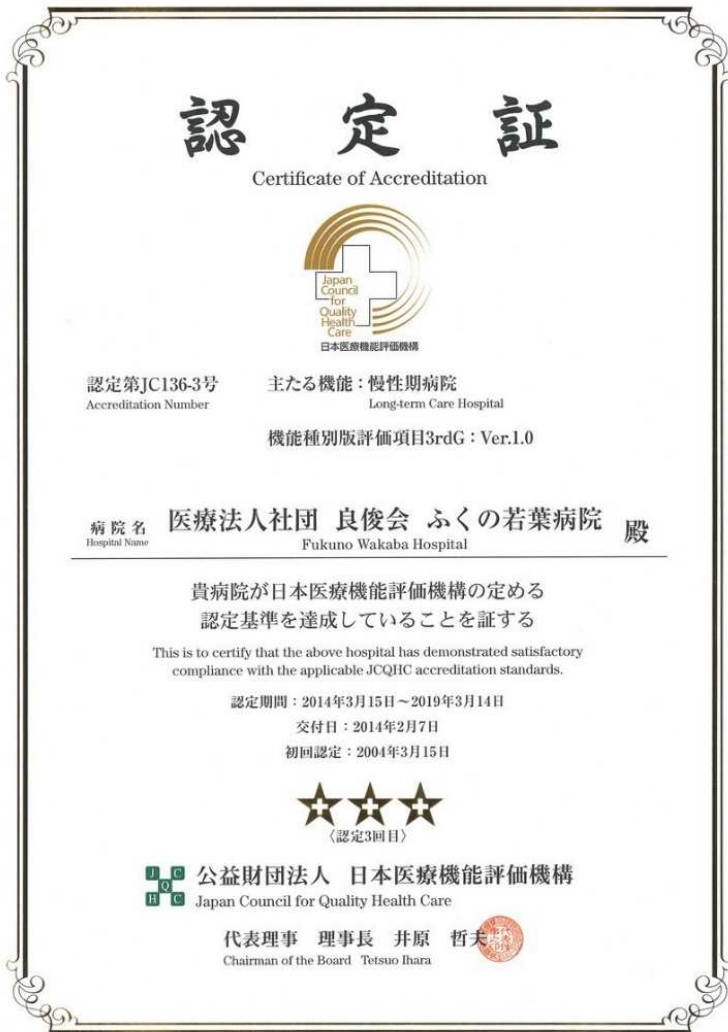 認定証
Certificate of Accreditation
Japan
Council
for
Quality
Health
Care
日本医療機能評価機構
認定第JC136-3号 主たる機能：慢性期病院
Accreditation Number Long-term Care Hospital
機能種別版評価項目3rdG：Ver.1.0
病院名 医療法人社団 良俊会 ふくの若葉病院 殿
Hospital Name Fukuno Wakaba Hospital
貴病院が日本医療機能評価機構の定める
認定基準を達成していることを証する
This is to certify that the above hospital has demonstrated satisfactory
compliance with the applicable JCQHC accreditation standards.
認定期間：2014年3月15日～2019年3月14日
交付日：2014年2月7日
初回認定：2004年3月15日
〈認定3回目〉
J C
Q
H C
公益財団法人 日本医療機能評価機構
Japan Council for Quality Health Care
代表理事 理事長 井原 哲夫
Chairman of the Board Tetsuo Ihara